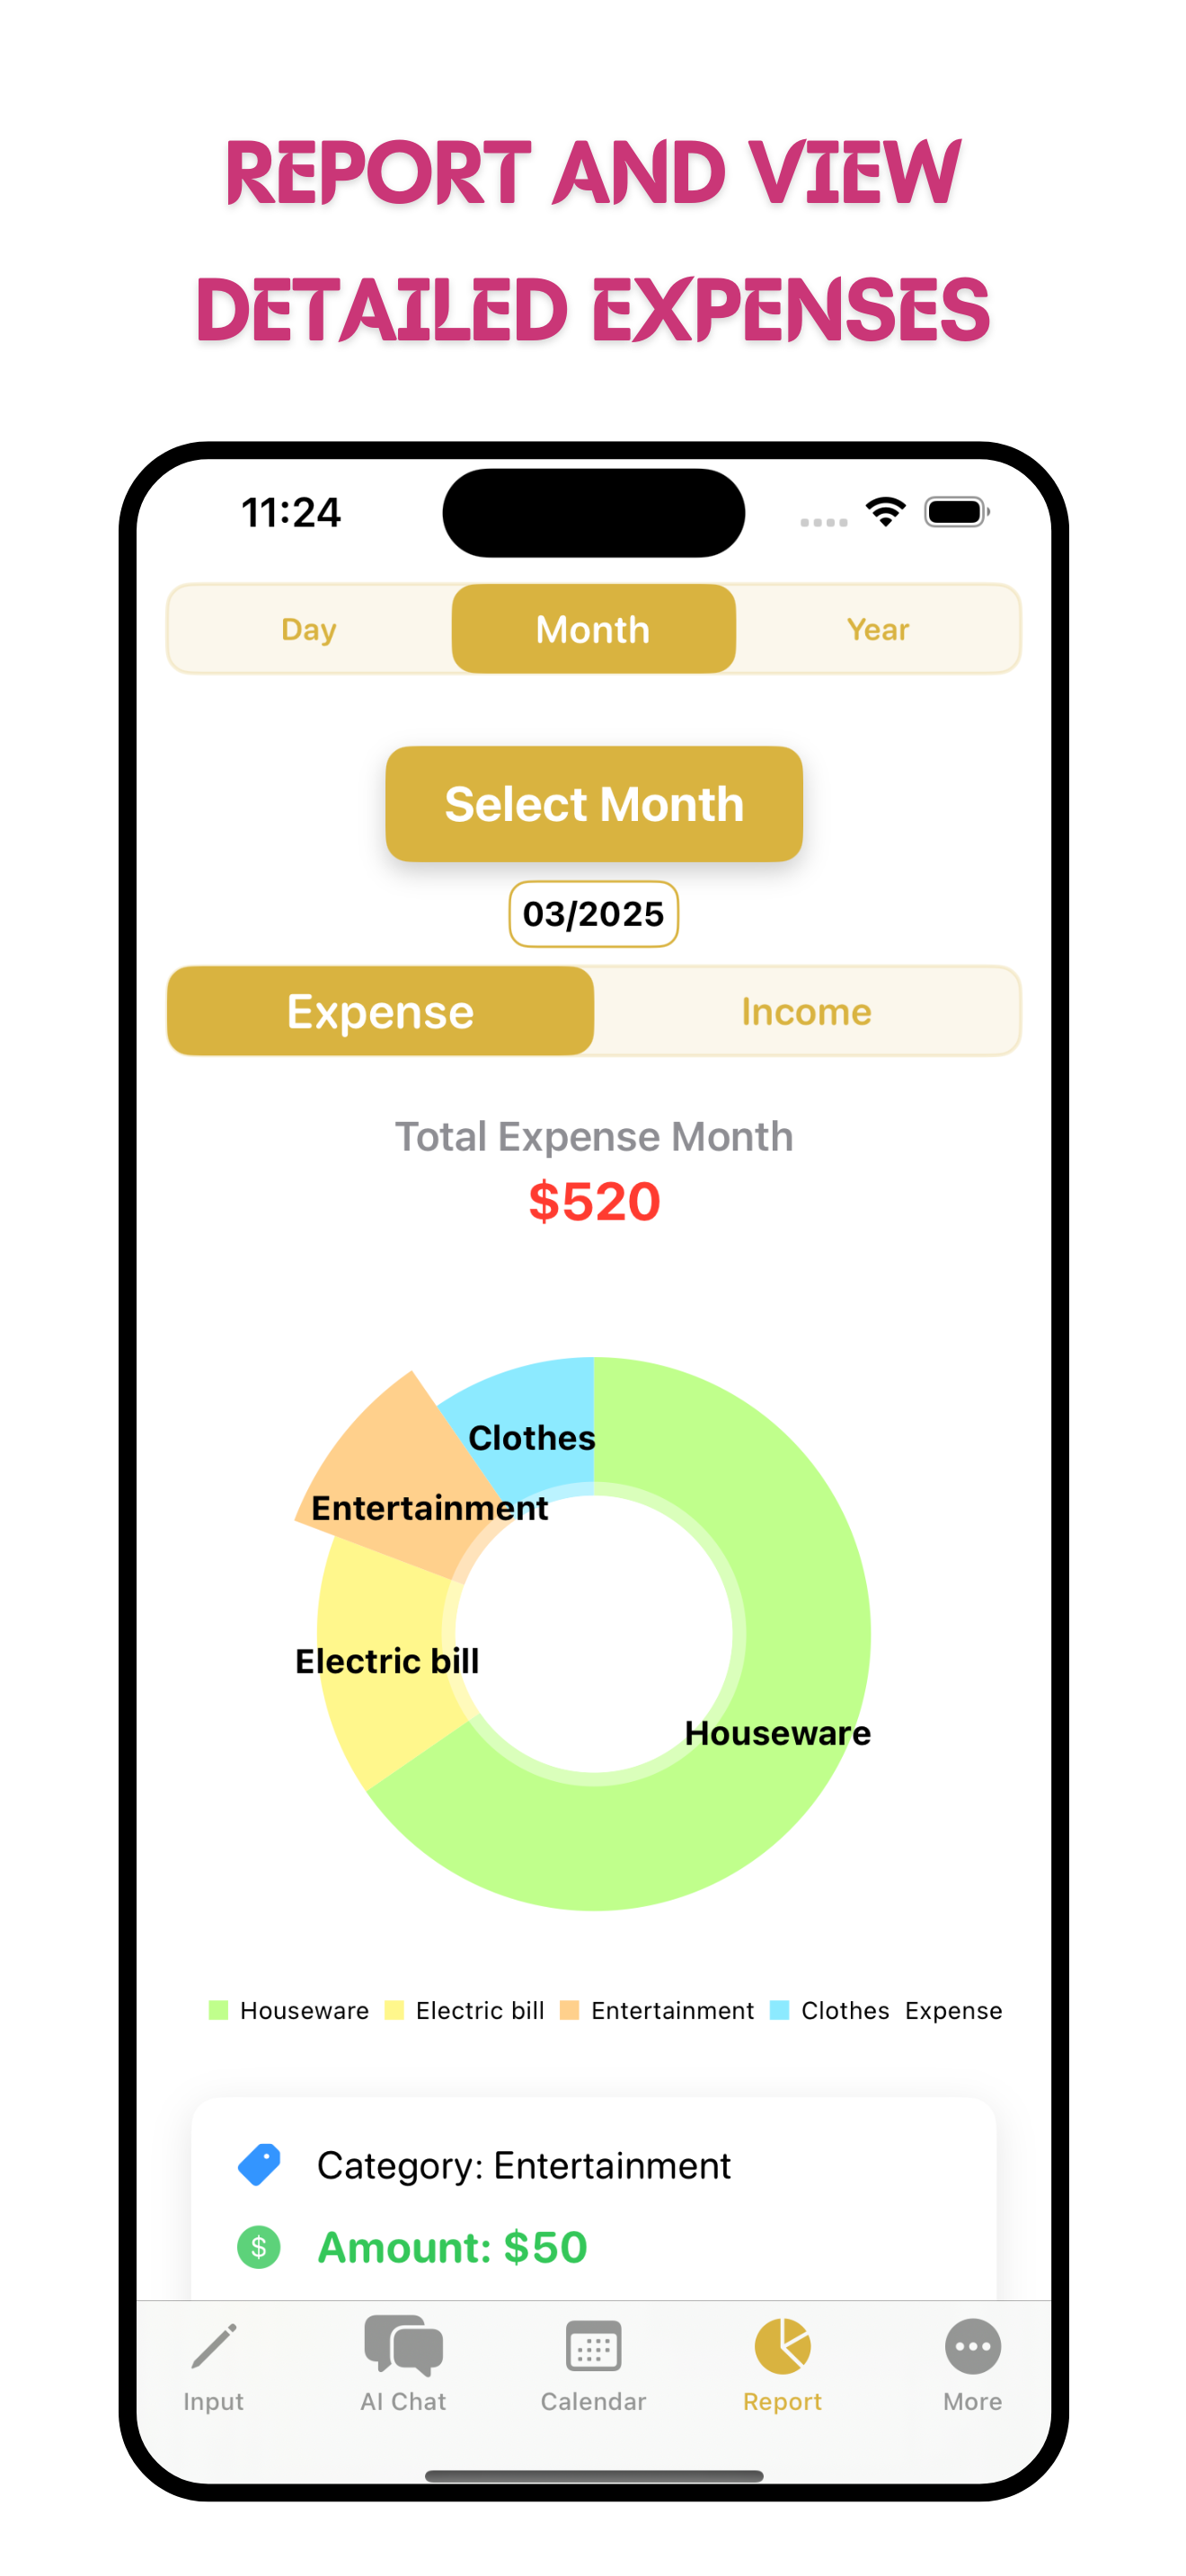 REPORT AND VIEW
DETAILED EXPENSES
11:24
Day Month Year
Select Month
03/2025
Expense Income
Total Expense Month
$520
Clothes
Entertainment
Electric bill
Houseware
Houseware Electric bill Entertainment Clothes Expense
Category: Entertainment
$ Amount: $50
Input AI Chat Calendar Report More